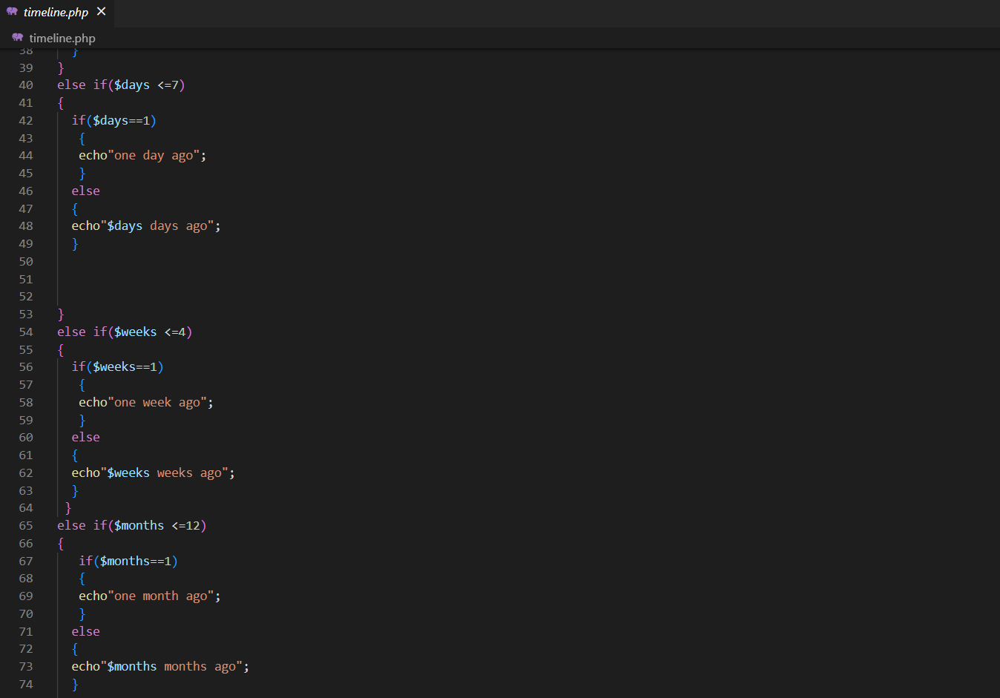 timeline.php ×
timeline.php
38 }
39 }
40 else if($days <=7)
41 {
42 if($days==1)
43 {
44 echo"one day ago";
45 }
46 else
47 {
48 echo"$days days ago";
49 }
50
51
52
53 }
54 else if($weeks <=4)
55 {
56 if($weeks==1)
57 {
58 echo"one week ago";
59 }
60 else
61 {
62 echo"$weeks weeks ago";
63 }
64 }
65 else if($months <=12)
66 {
67 if($months==1)
68 {
69 echo"one month ago";
70 }
71 else
72 {
73 echo"$months months ago";
74 }